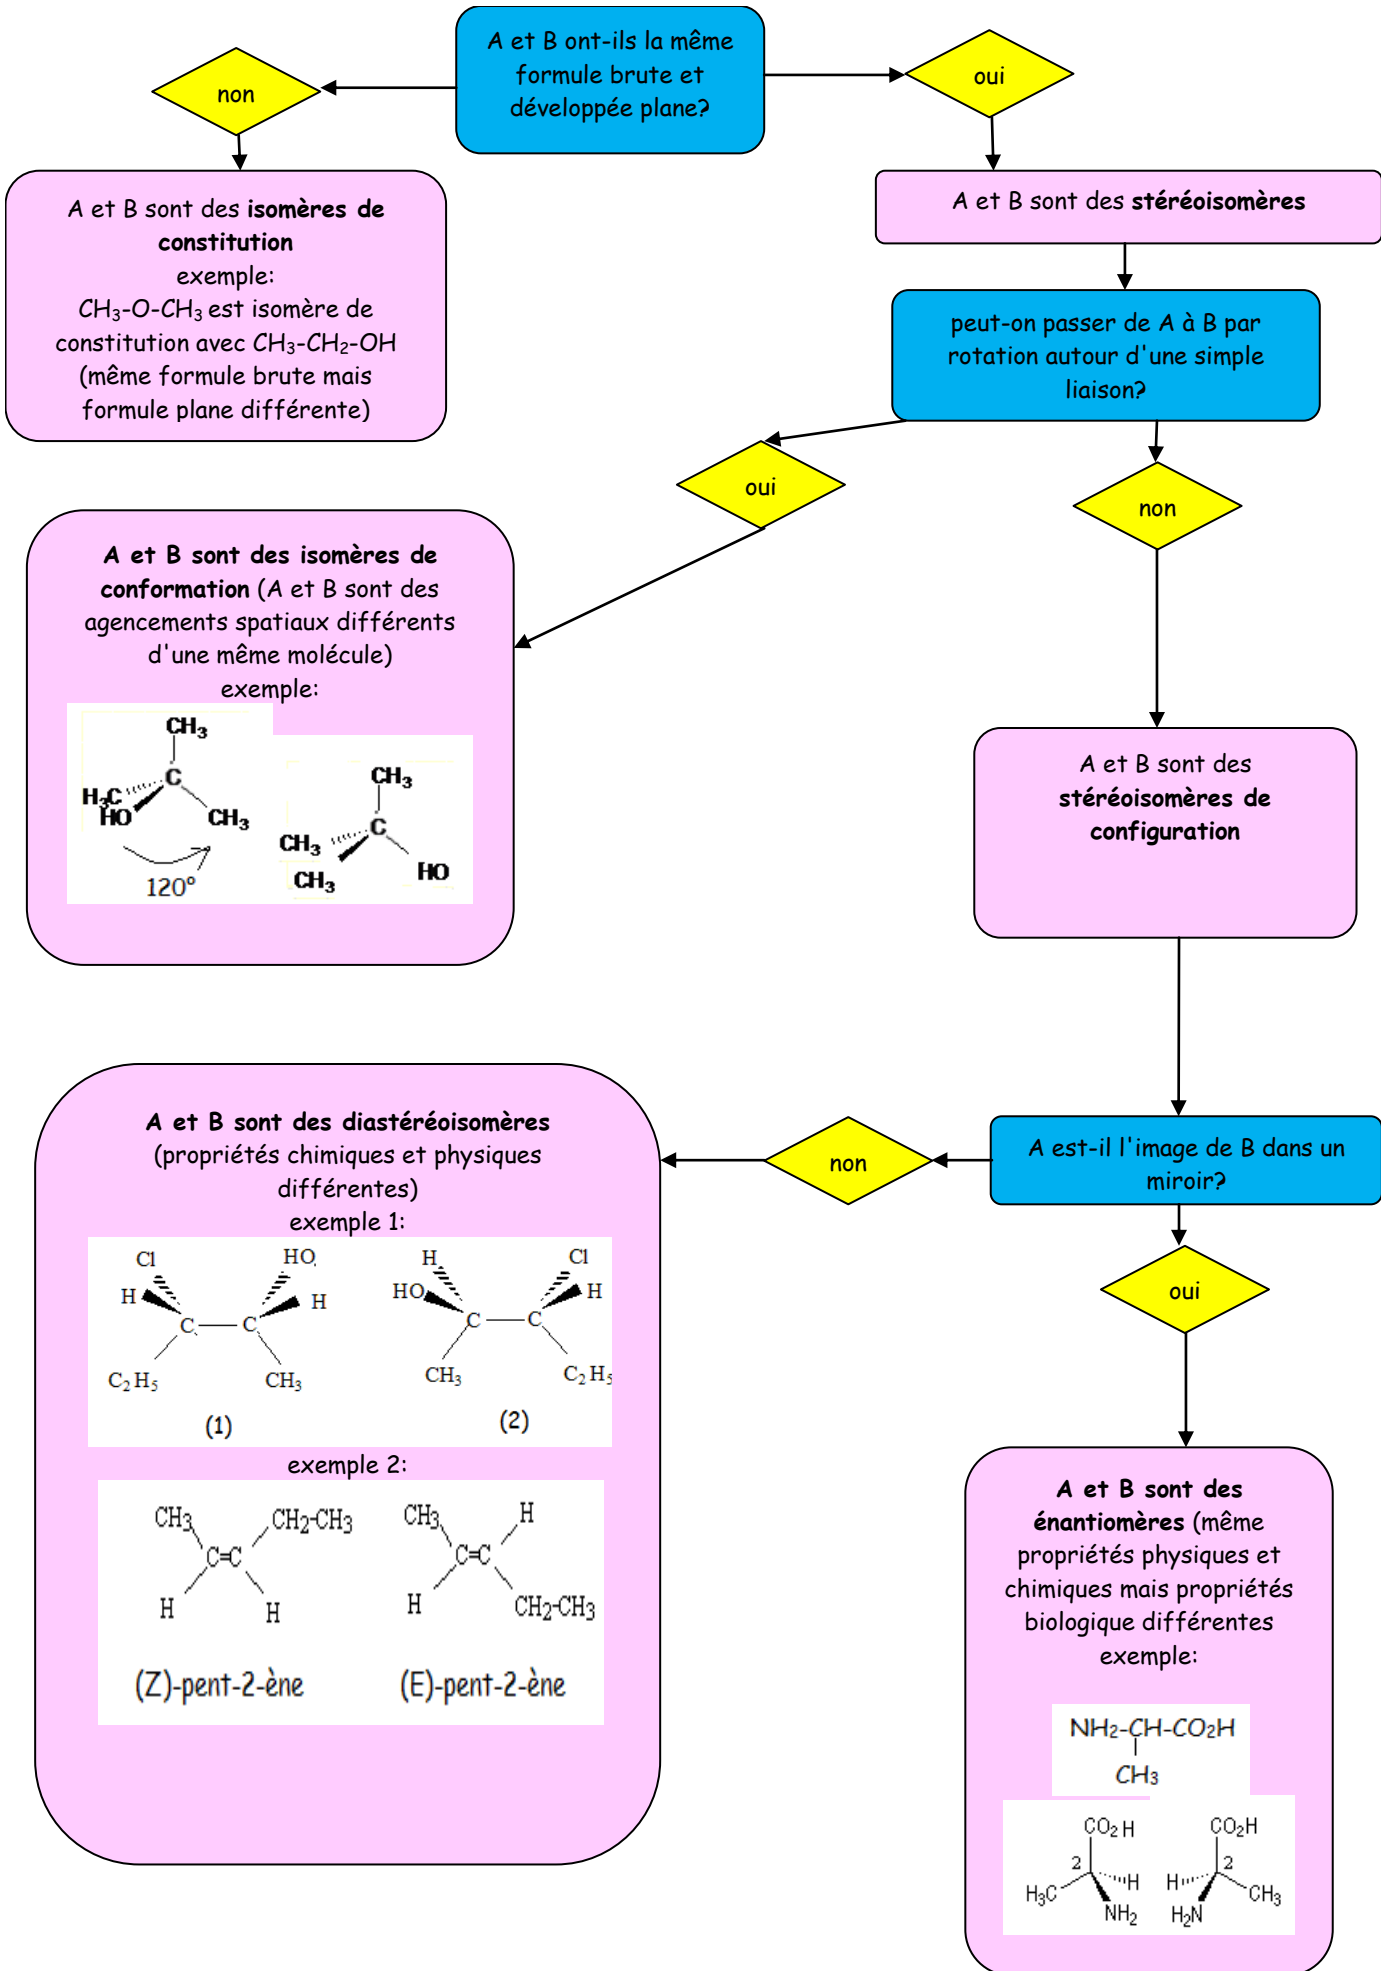 A et B ont-ils la même
formule brute et
développée plane?
non
oui
A et B sont des isomères de
constitution
exemple:
CH₃-O-CH₃ est isomère de
constitution avec CH₃-CH₂-OH
(même formule brute mais
formule plane différente)
A et B sont des stéréoisomères
peut-on passer de A à B par
rotation autour d'une simple
liaison?
oui
non
A et B sont des isomères de
conformation (A et B sont des
agencements spatiaux différents
d'une même molécule)
exemple:
CH₃
C
H₃C
HO
CH₃
120°
CH₃
C
CH₃
CH₃
HO
A et B sont des
stéréoisomères de
configuration
A est-il l'image de B dans un
miroir?
non
oui
A et B sont des diastéréoisomères
(propriétés chimiques et physiques
différentes)
exemple 1:
Cl
HO
H
H
C
C
C₂H₅
CH₃
(1)
H
Cl
HO
H
C
C
CH₃
C₂H₅
(2)
exemple 2:
CH₃
CH₂-CH₃
C=C
H
H
(Z)-pent-2-ène
CH₃
H
C=C
H
CH₂-CH₃
(E)-pent-2-ène
A et B sont des
énantiomères (même
propriétés physiques et
chimiques mais propriétés
biologique différentes
exemple:
NH₂-CH-CO₂H
CH₃
CO₂H
2
H
H₃C
NH₂
CO₂H
2
H
CH₃
H₂N